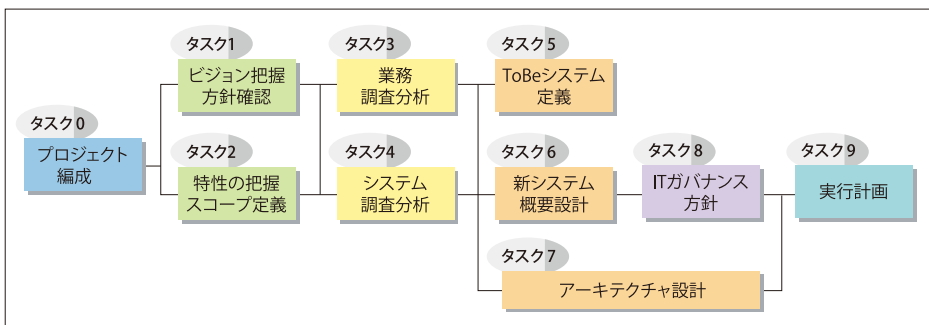 タスク0
プロジェクト
編成
タスク1
ビジョン把握
方針確認
タスク2
特性の把握
スコープ定義
タスク3
業務
調査分析
タスク4
システム
調査分析
タスク5
ToBeシステム
定義
タスク6
新システム
概要設計
タスク7
アーキテクチャ設計
タスク8
ITガバナンス
方針
タスク9
実行計画